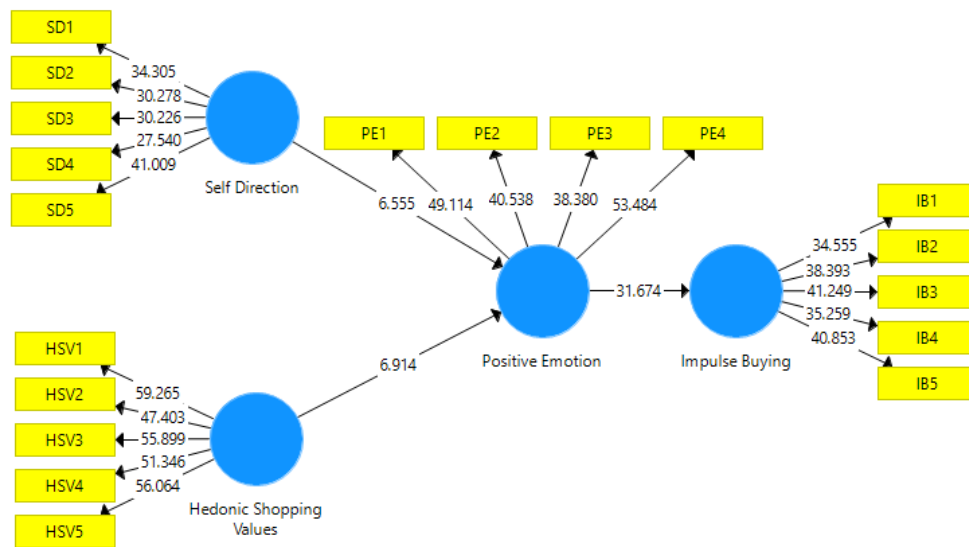 SD1
SD2
SD3
SD4
SD5
34.305
30.278
30.226
27.540
41.009
Self Direction
6.555
PE1
PE2
PE3
PE4
49.114
40.538
38.380
53.484
HSV1
HSV2
HSV3
HSV4
HSV5
59.265
47.403
55.899
51.346
56.064
Hedonic Shopping
Values
6.914
Positive Emotion
31.674
Impulse Buying
34.555
38.393
41.249
35.259
40.853
IB1
IB2
IB3
IB4
IB5